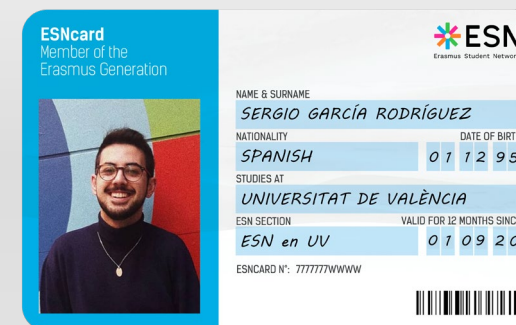 ESNcard
Member of the
Erasmus Generation
ESN
Erasmus Student Network
NAME & SURNAME
SERGIO GARCÍA RODRÍGUEZ
NATIONALITY
DATE OF BIRT
SPANISH
01 12 95
STUDIES AT
UNIVERSITAT DE VALÈNCIA
ESN SECTION
VALID FOR 12 MONTHS SINC
ESN en UV
01 09 20
ESNCARD Nº: 7777777WWWW